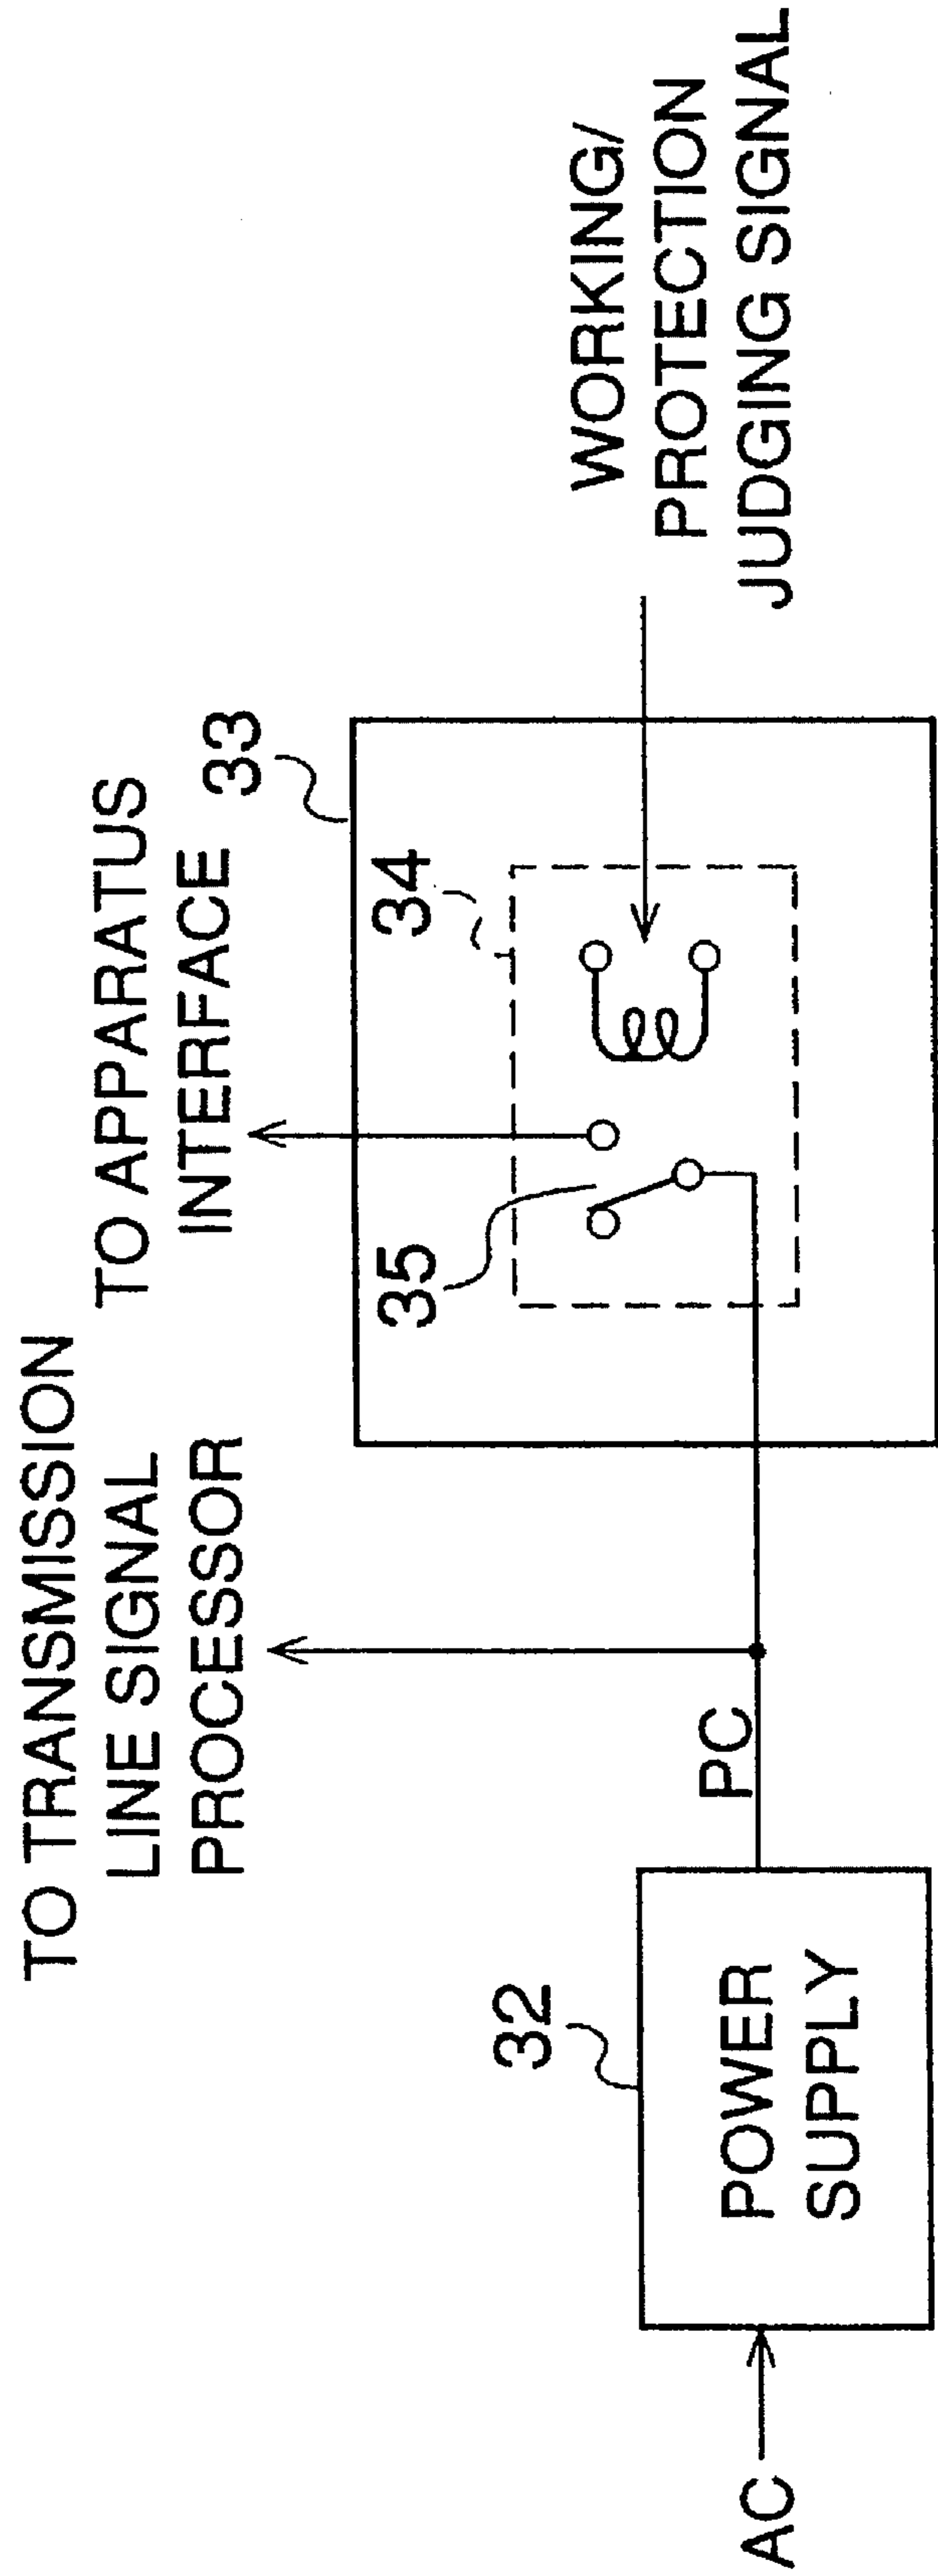 TO TRANSMISSION
LINE SIGNAL
PROCESSOR
TO APPARATUS
INTERFACE
33
34
35
WORKING/
PROTECTION
JUDGING SIGNAL
32
PC
POWER
SUPPLY
AC